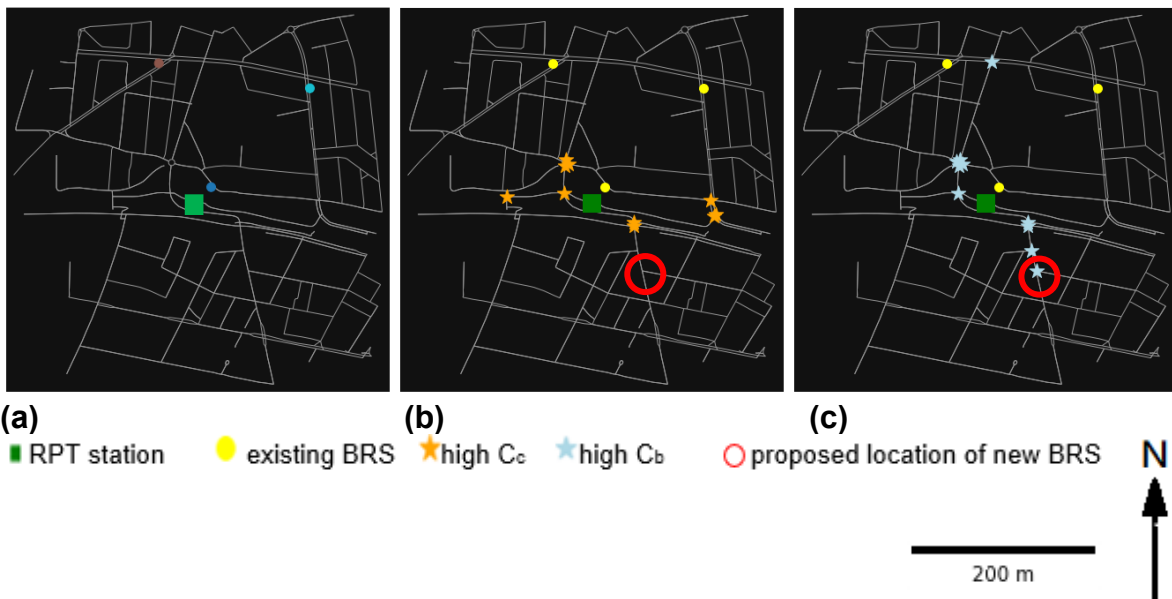 (a) (b) (c)
RPT station existing BRS high Cc high Cb proposed location of new BRS N
200 m